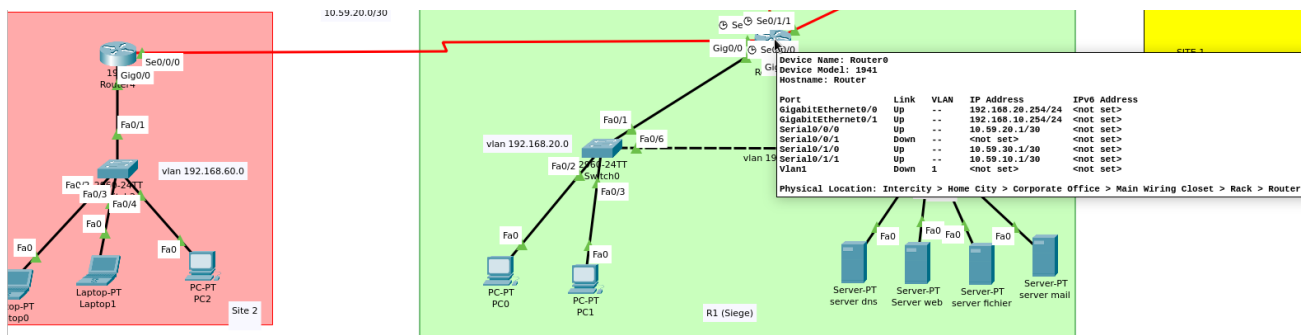 10.59.20.0/30
Se0/1/1
Se0/0/0
Gig0/0
Gig0/0
Fa0/1
Fa0/1
Fa0/6
vlan 192.168.20.0
vlan 192.168.60.0
Fa0/2
2960-24TT
Switch0
Fa0/3
Fa0/3
Fa0/4
Fa0
Fa0
Fa0
Fa0
Fa0
Fa0
Fa0
Fa0
Fa0
Laptop-PT
Laptop1
PC-PT
PC2
Site 2
PC-PT
PC0
PC-PT
PC1
R1 (Siege)
Server-PT
server dns
Server-PT
Server web
Server-PT
server fichier
Server-PT
server mail
Device Name: Router0
Device Model: 1941
Hostname: Router
Port Link VLAN IP Address IPv6 Address
GigabitEthernet0/0 Up -- 192.168.20.254/24 <not set>
GigabitEthernet0/1 Up -- 192.168.10.254/24 <not set>
Serial0/0/0 Up -- 10.59.20.1/30 <not set>
Serial0/0/1 Down -- <not set> <not set>
Serial0/1/0 Up -- 10.59.30.1/30 <not set>
Serial0/1/1 Up -- 10.59.10.1/30 <not set>
Vlan1 Down 1 <not set> <not set>
Physical Location: Intercity > Home City > Corporate Office > Main Wiring Closet > Rack > Router